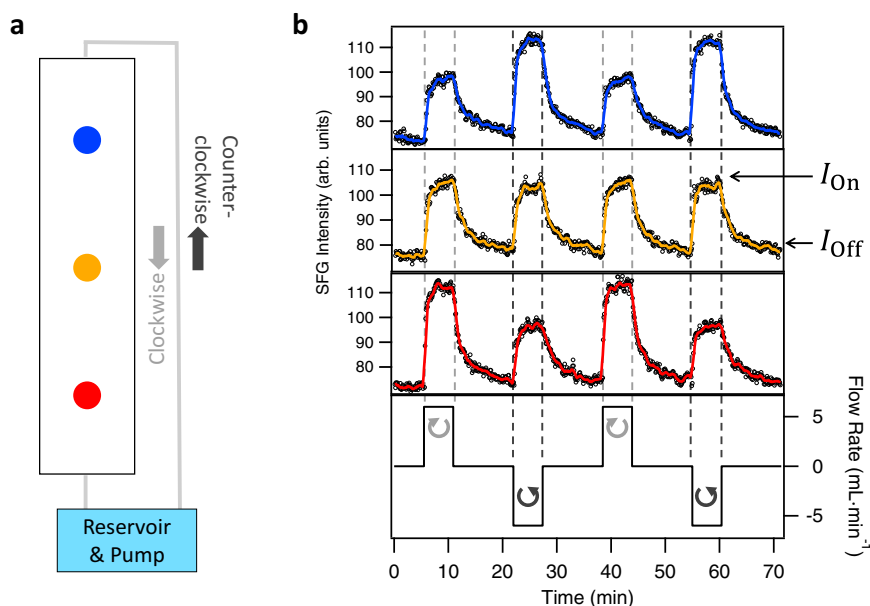 a
Counter-
clockwise
Clockwise
Reservoir
& Pump
b
SFG Intensity (arb. units)
110
100
90
80
110
100
90
80
110
100
90
80
I_On
I_Off
5
0
-5
Flow Rate (mL·min⁻¹)
0 10 20 30 40 50 60 70
Time (min)